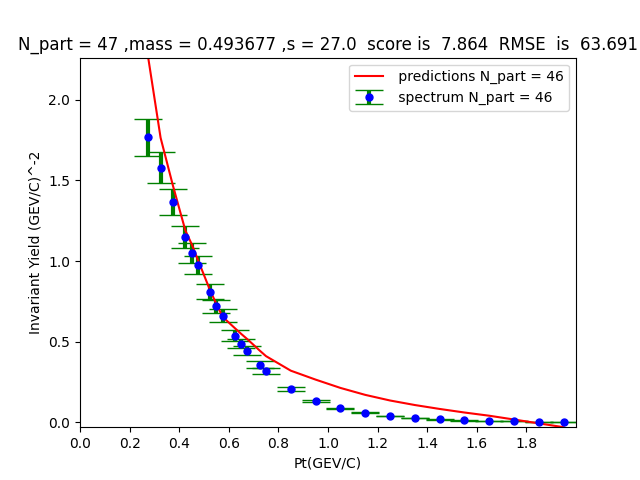 N_part = 47 ,mass = 0.493677 ,s = 27.0  score is  7.864  RMSE  is  63.691
predictions N_part = 46
spectrum N_part = 46
Invariant Yield (GEV/C)^-2
2.0
1.5
1.0
0.5
0.0
0.0 0.2 0.4 0.6 0.8 1.0 1.2 1.4 1.6 1.8
Pt(GEV/C)